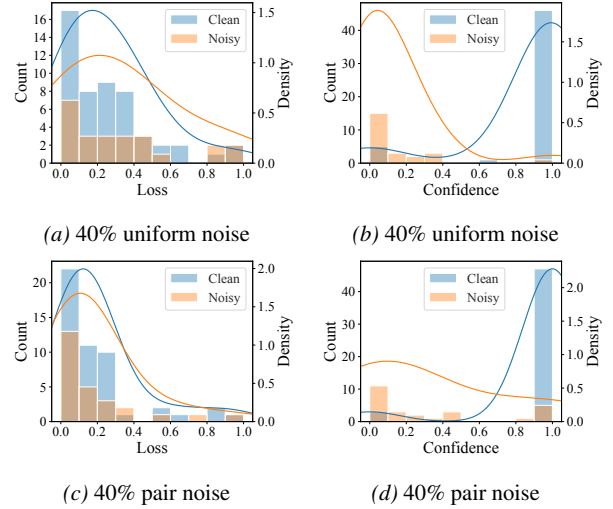 16
14
12
10
8
6
4
2
0
Count
1.5
1.0
0.5
0.0
Density
Clean
Noisy
0.0 0.2 0.4 0.6 0.8 1.0
Loss
(a) 40% uniform noise
40
30
20
10
0
Count
1.5
1.0
0.5
0.0
Density
Clean
Noisy
0.0 0.2 0.4 0.6 0.8 1.0
Confidence
(b) 40% uniform noise
20
15
10
5
0
Count
2.0
1.5
1.0
0.5
0.0
Density
Clean
Noisy
0.0 0.2 0.4 0.6 0.8 1.0
Loss
(c) 40% pair noise
40
30
20
10
0
Count
2.0
1.5
1.0
0.5
0.0
Density
Clean
Noisy
0.0 0.2 0.4 0.6 0.8 1.0
Confidence
(d) 40% pair noise